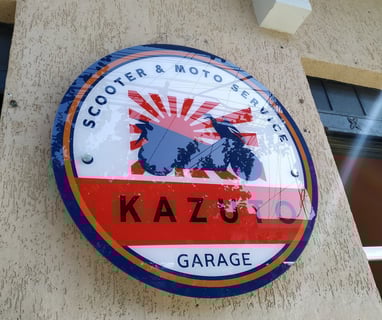 SCOOTER & MOTO SERVICE
KAZUTO
GARAGE